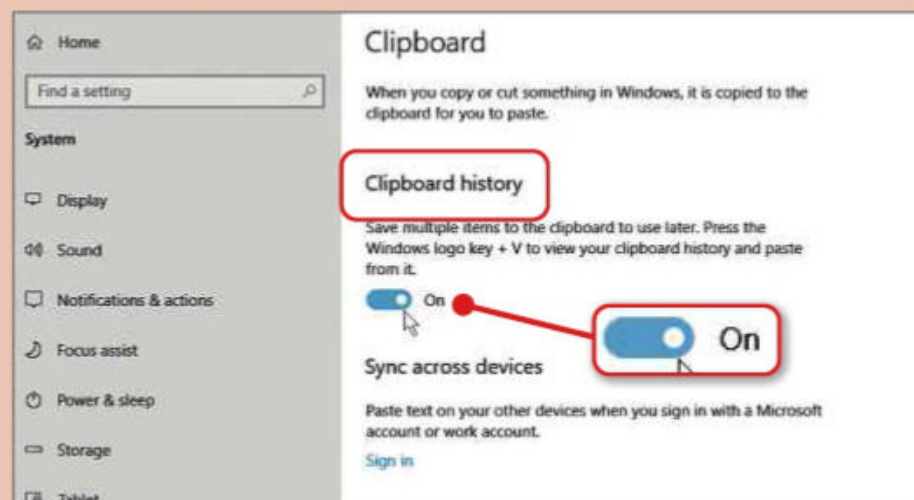 Home
Find a setting
System
Display
Sound
Notifications & actions
Focus assist
Power & sleep
Storage
Tablet
Clipboard
When you copy or cut something in Windows, it is copied to the
clipboard for you to paste.
Clipboard history
Save multiple items to the clipboard to use later. Press the
Windows logo key + V to view your clipboard history and paste
from it.
On
On
Sync across devices
Paste text on your other devices when you sign in with a Microsoft
account or work account.
Sign in